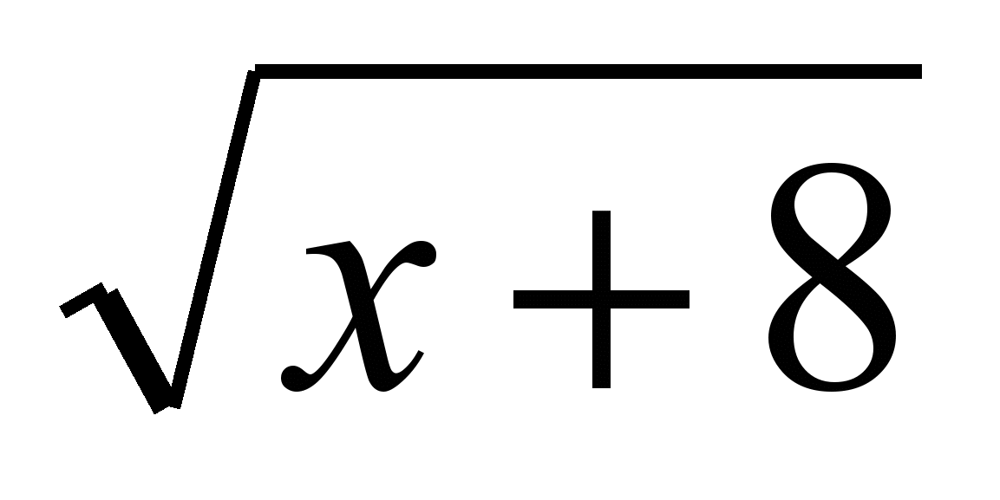 √(x + 8)